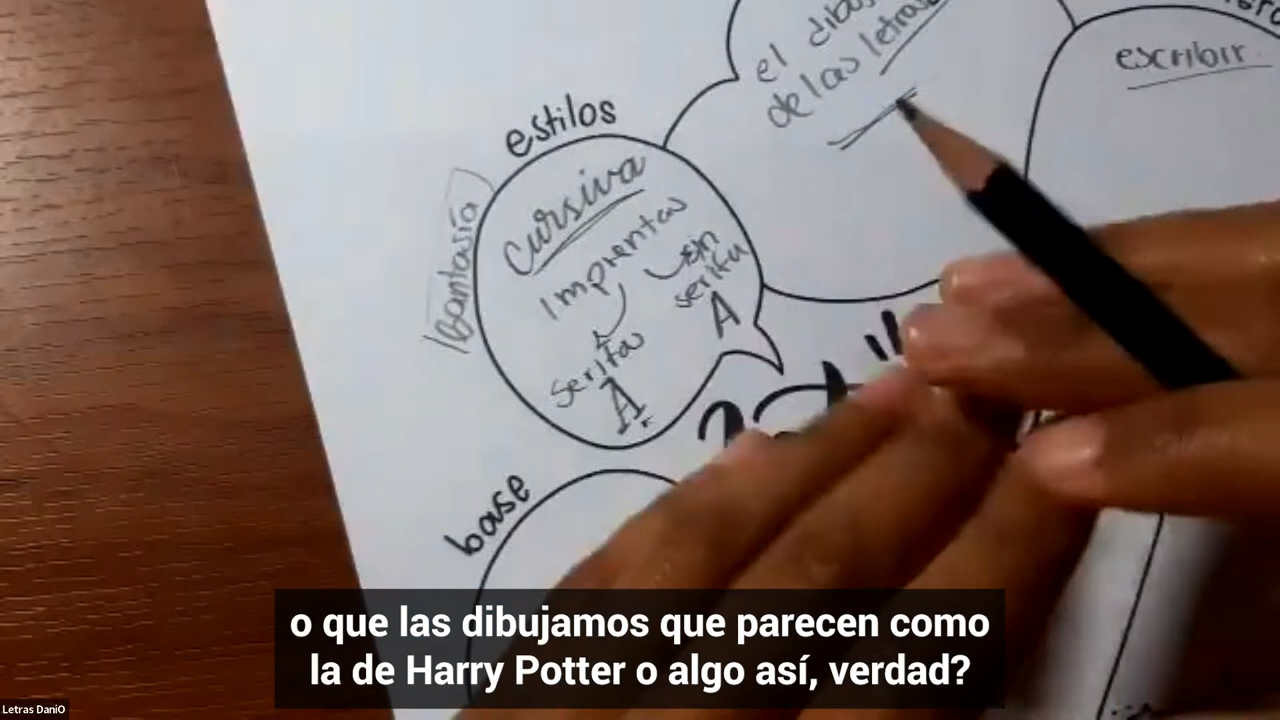 el
de las letras
escribir
estilos
cursiva
Imprenta
sin
serifa
serifa
A
A
fantasía
base
o que las dibujamos que parecen como
la de Harry Potter o algo así, verdad?
Letras DaniO